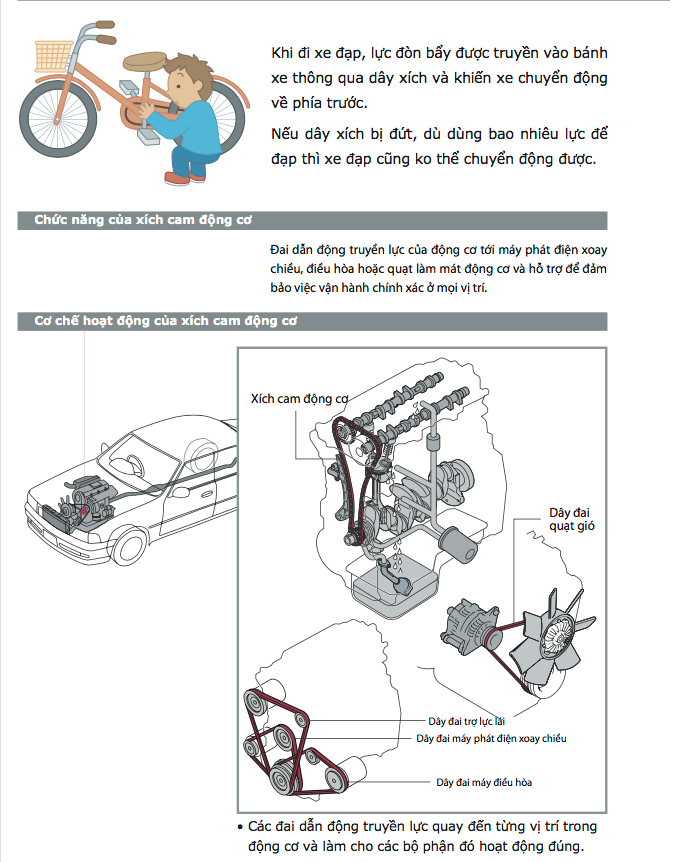 Khi đi xe đạp, lực đòn bẩy được truyền vào bánh
xe thông qua dây xích và khiến xe chuyển động
về phía trước.
Nếu dây xích bị đứt, dù dùng bao nhiêu lực để
đạp thì xe đạp cũng ko thể chuyển động được.
Chức năng của xích cam động cơ
Đai dẫn động truyền lực của động cơ tới máy phát điện xoay
chiều, điều hòa hoặc quạt làm mát động cơ và hỗ trợ để đảm
bảo việc vận hành chính xác ở mọi vị trí.
Cơ chế hoạt động của xích cam động cơ
Xích cam động cơ
Dây đai
quạt gió
Dây đai trợ lực lãi
Dây đai máy phát điện xoay chiều
Dây đai máy điều hòa
• Các đai dẫn động truyền lực quay đến từng vị trí trong
động cơ và làm cho các bộ phận đó hoạt động đúng.